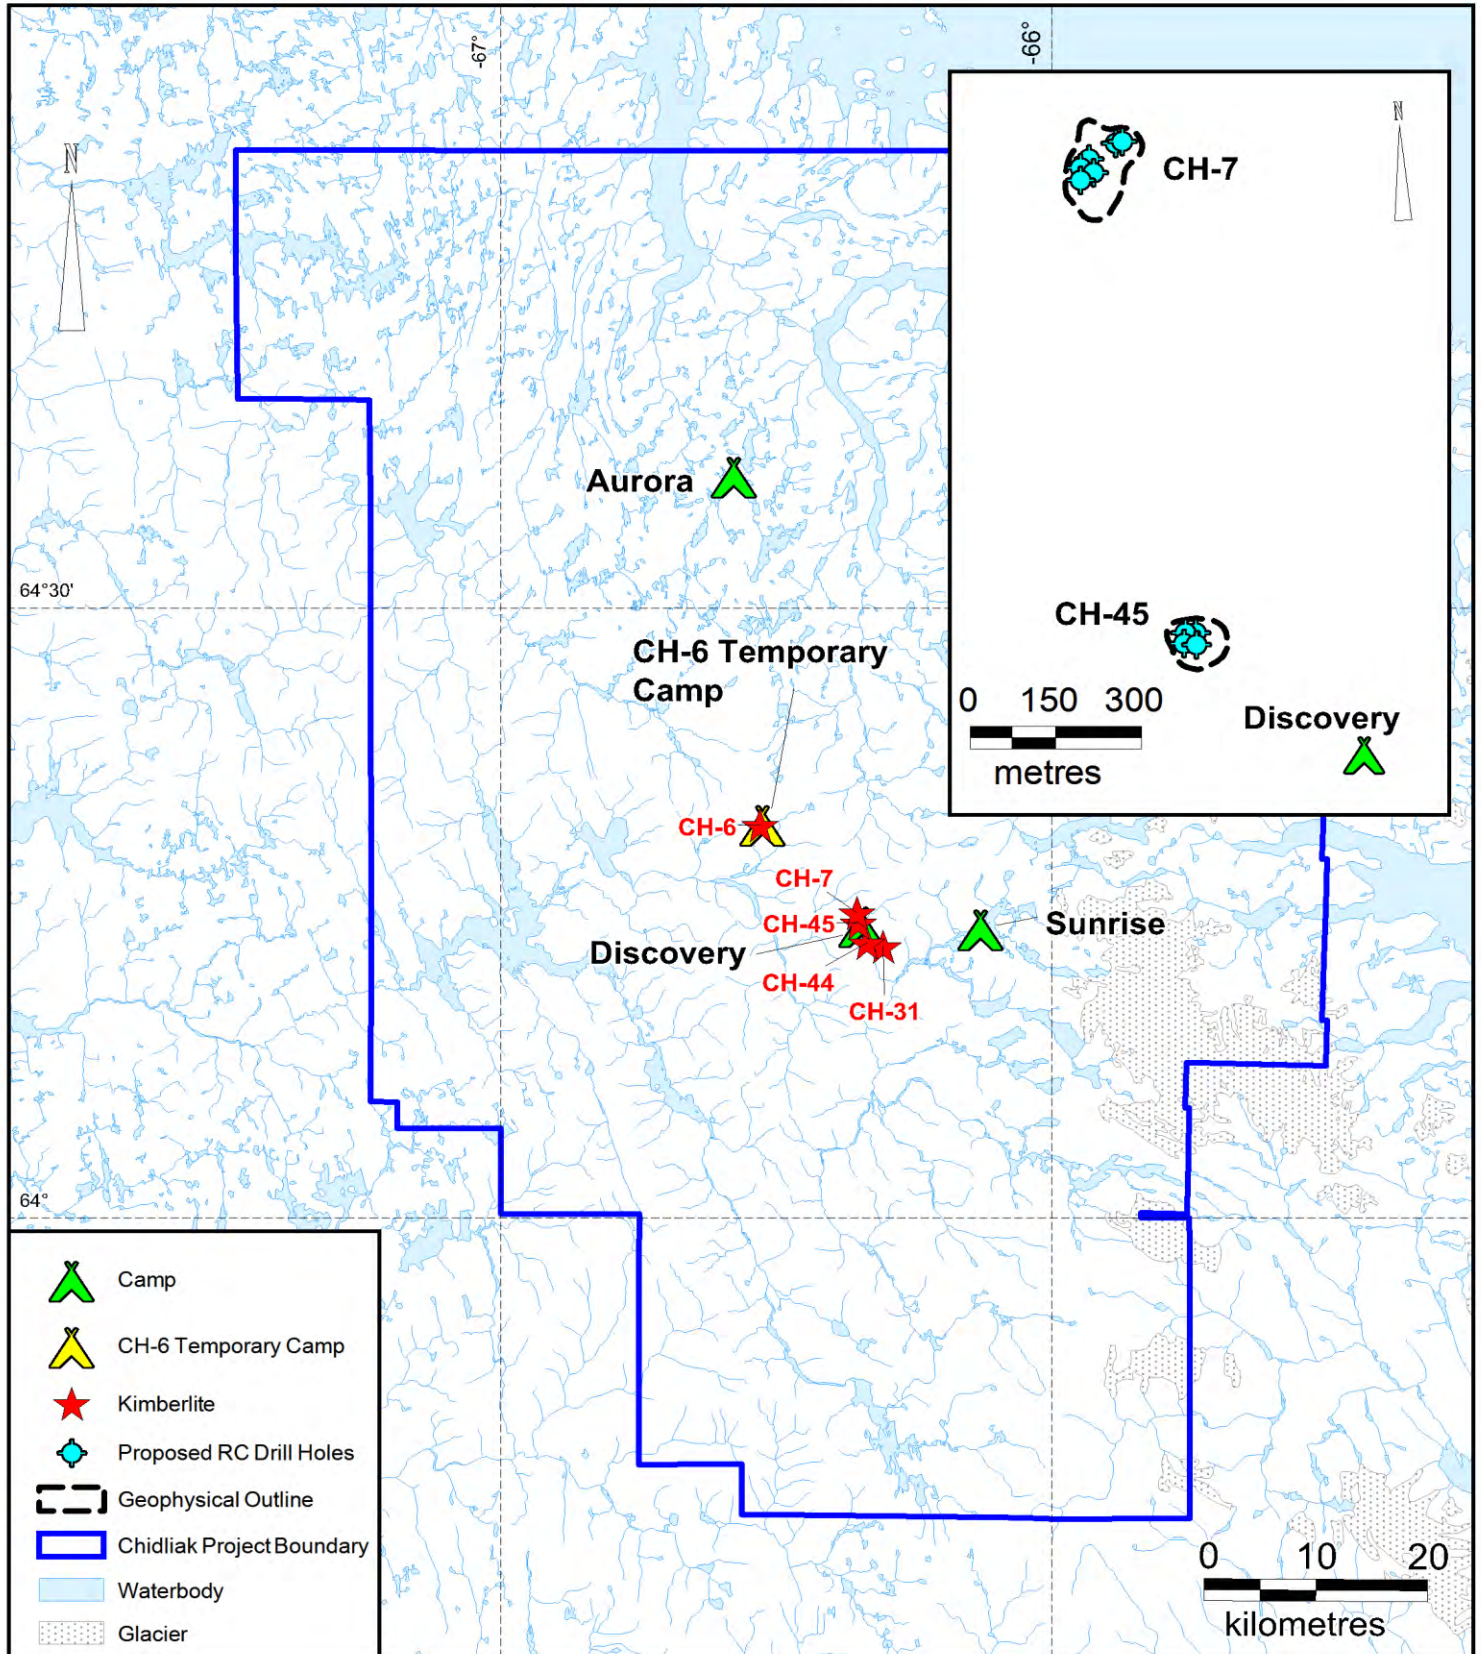 -67°
-66°
N
N
CH-7
Aurora
64°30'
CH-45
CH-6 Temporary
Camp
0 150 300
metres
Discovery
CH-6
CH-7
CH-45
Sunrise
Discovery
CH-44
CH-31
64°
Camp
CH-6 Temporary Camp
Kimberlite
Proposed RC Drill Holes
Geophysical Outline
Chidliak Project Boundary
Waterbody
Glacier
0 10 20
kilometres